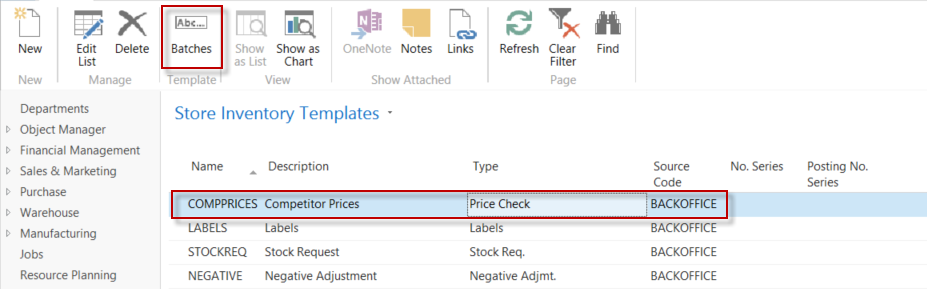 Abc...
New
Edit List
Delete
Batches
Show as List
Show as Chart
OneNote
Notes
Links
Refresh
Clear Filter
Find
New
Manage
Template
View
Show Attached
Page
Departments
Object Manager
Financial Management
Sales & Marketing
Purchase
Warehouse
Manufacturing
Jobs
Resource Planning
Store Inventory Templates
Name Description Type Source Code No. Series Posting No. Series
COMPPRICES Competitor Prices Price Check BACKOFFICE
LABELS Labels Labels BACKOFFICE
STOCKREQ Stock Request Stock Req. BACKOFFICE
NEGATIVE Negative Adjustment Negative Adjmt. BACKOFFICE